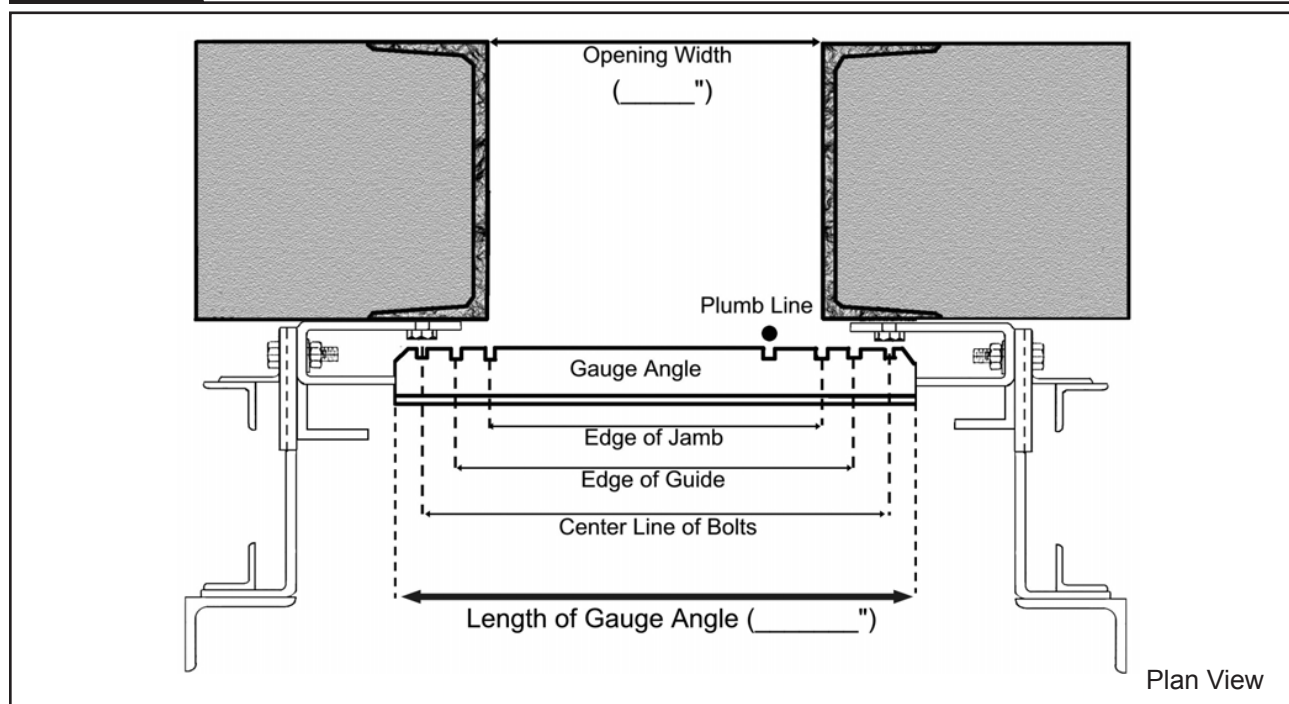 Opening Width
(_____")
Plumb Line
Gauge Angle
Edge of Jamb
Edge of Guide
Center Line of Bolts
Length of Gauge Angle (_______")
Plan View